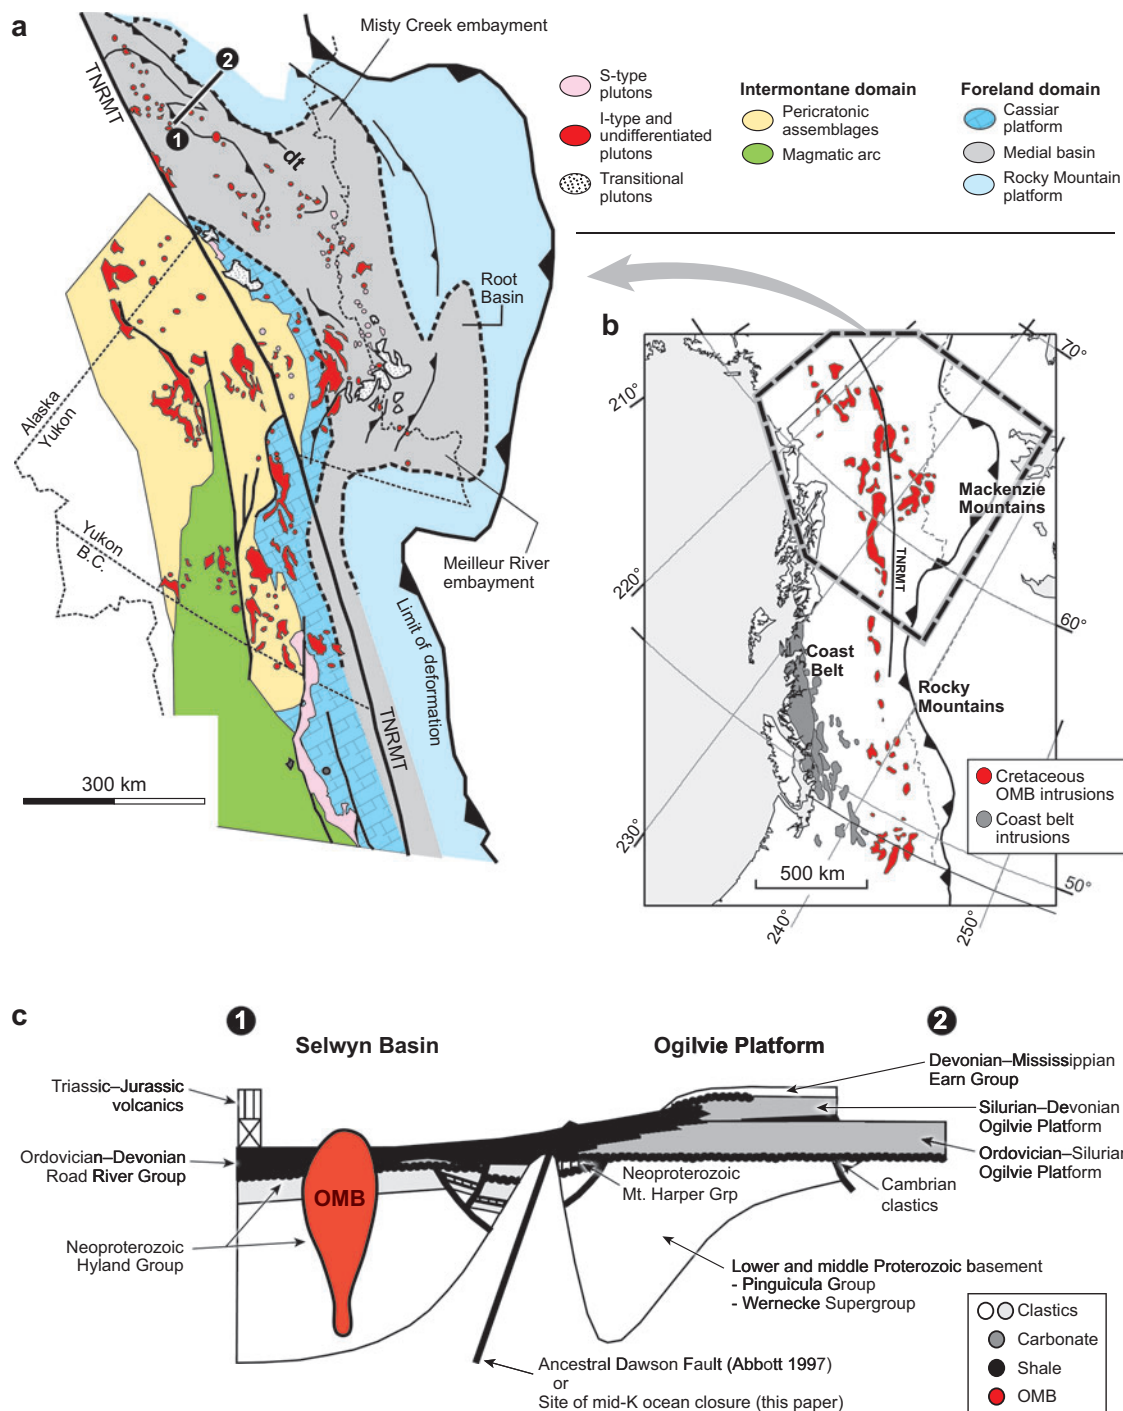 a
Misty Creek embayment
TNRMT
2
1
dt
Root
Basin
Alaska
Yukon
Yukon
B.C.
Meilleur River
embayment
Limit of deformation
TNRMT
300 km
S-type
plutons
I-type and
undifferentiated
plutons
Transitional
plutons
Intermontane domain
Pericratonic
assemblages
Magmatic arc
Foreland domain
Cassiar
platform
Medial basin
Rocky Mountain
platform
b
70°
210°
Mackenzie
Mountains
TNRMT
220°
60°
Coast
Belt
Rocky
Mountains
Cretaceous
OMB intrusions
Coast belt
intrusions
230°
500 km
50°
240°
250°
c
1
2
Selwyn Basin
Ogilvie Platform
Devonian–Mississippian
Earn Group
Triassic–Jurassic
volcanics
Silurian–Devonian
Ogilvie Platform
Ordovician–Devonian
Road River Group
Ordovician–Silurian
Ogilvie Platform
OMB
Neoproterozoic
Mt. Harper Grp
Cambrian
clastics
Neoproterozoic
Hyland Group
Lower and middle Proterozoic basement
- Pinguicula Group
- Wernecke Supergroup
Ancestral Dawson Fault (Abbott 1997)
or
Site of mid-K ocean closure (this paper)
Clastics
Carbonate
Shale
OMB